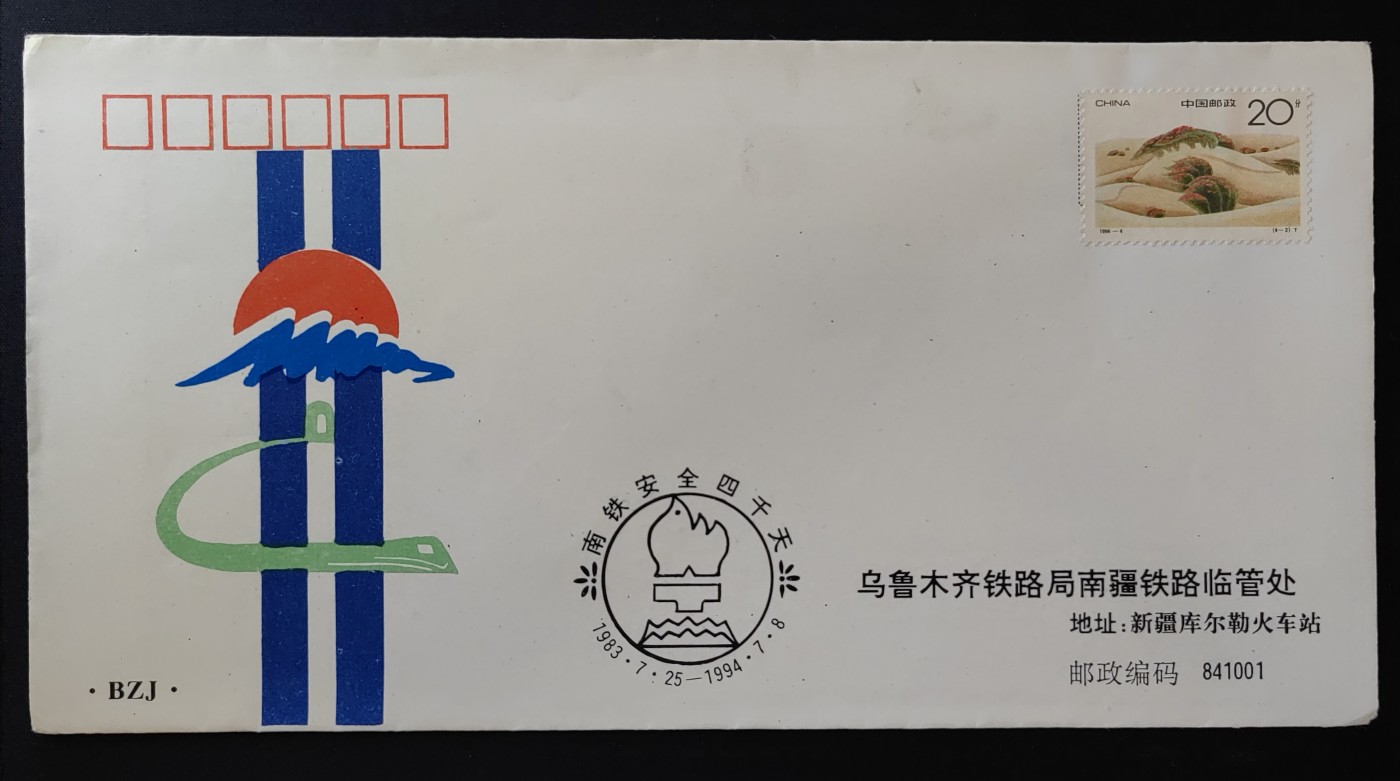 CHINA 中国邮政 20分
1994-4 (4-2) T
南铁安全四千天
1983·7·25—1994·7·8
乌鲁木齐铁路局南疆铁路临管处
地址:新疆库尔勒火车站
邮政编码 841001
·BZJ·